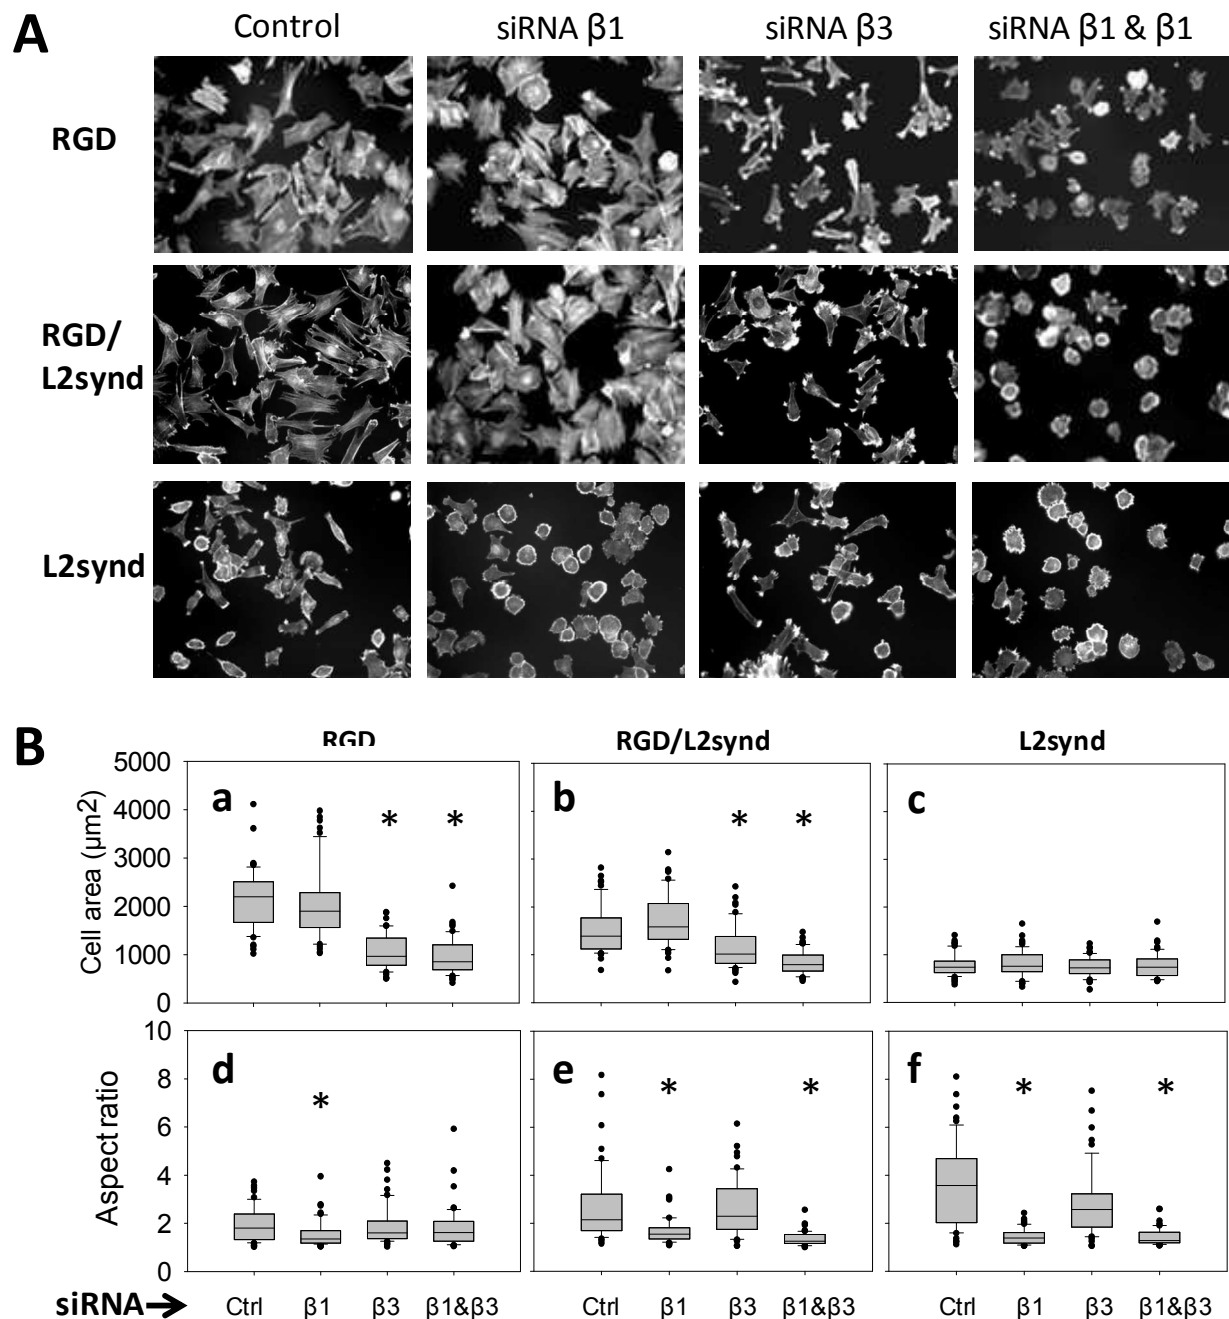 A
Control
siRNA β1
siRNA β3
siRNA β1 & β1
RGD
RGD/
L2synd
L2synd
B
RGD
RGD/L2synd
L2synd
Cell area (μm2)
5000
4000
3000
2000
1000
0
a
* *
b
* *
c
Aspect ratio
10
8
6
4
2
0
d
*
e
* *
f
* *
siRNA→
Ctrl β1 β3 β1&β3
Ctrl β1 β3 β1&β3
Ctrl β1 β3 β1&β3